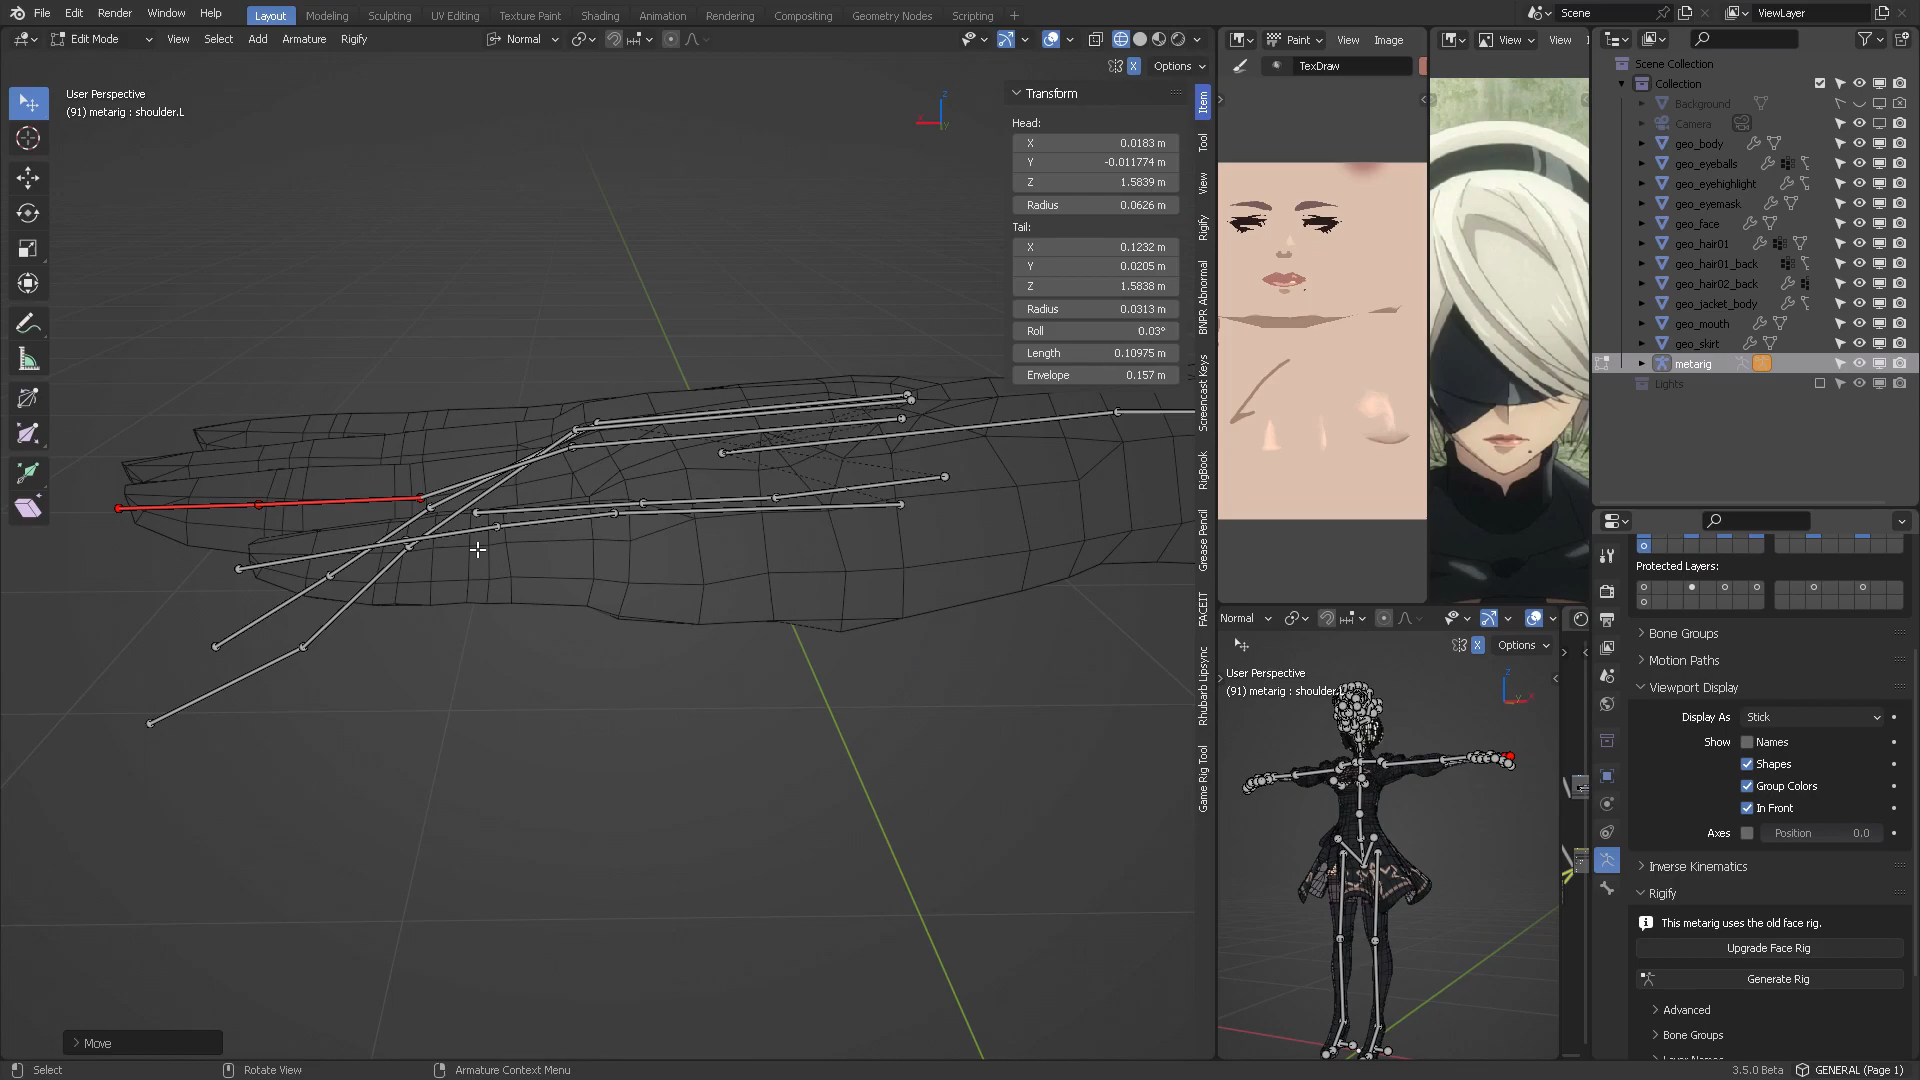 File Edit Render Window Help
Layout Modeling Sculpting UV Editing Texture Paint Shading Animation Rendering Compositing Geometry Nodes Scripting +
Scene
ViewLayer
Edit Mode View Select Add Armature Rigify
Normal
X Options
User Perspective
(91) metarig : shoulder.L
Transform
Head:
X 0.0183 m
Y -0.011774 m
Z 1.5839 m
Radius 0.0626 m
Tail:
X 0.1232 m
Y 0.0205 m
Z 1.5838 m
Radius 0.0313 m
Roll 0.03°
Length 0.10975 m
Envelope 0.157 m
Item
Tool
View
Rigify
BNPR Abnormal
Screencast Keys
RigBook
Grease Pencil
FACEIT
Rhubarb Lipsync
Game Rig Tool
Move
Paint View Image
TexDraw
View View
Normal
X Options
User Perspective
(91) metarig : shoulder.L
Scene Collection
Collection
Background
Camera
geo_body
geo_eyeballs
geo_eyehighlight
geo_eyemask
geo_face
geo_hair01
geo_hair01_back
geo_hair02_back
geo_jacket_body
geo_mouth
geo_skirt
metarig
Lights
Protected Layers:
Bone Groups
Motion Paths
Viewport Display
Display As Stick
Show Names
Shapes
Group Colors
In Front
Axes Position 0.0
Inverse Kinematics
Rigify
This metarig uses the old face rig.
Upgrade Face Rig
Generate Rig
Advanced
Bone Groups
Select Rotate View Armature Context Menu
3.5.0 Beta GENERAL (Page 1)